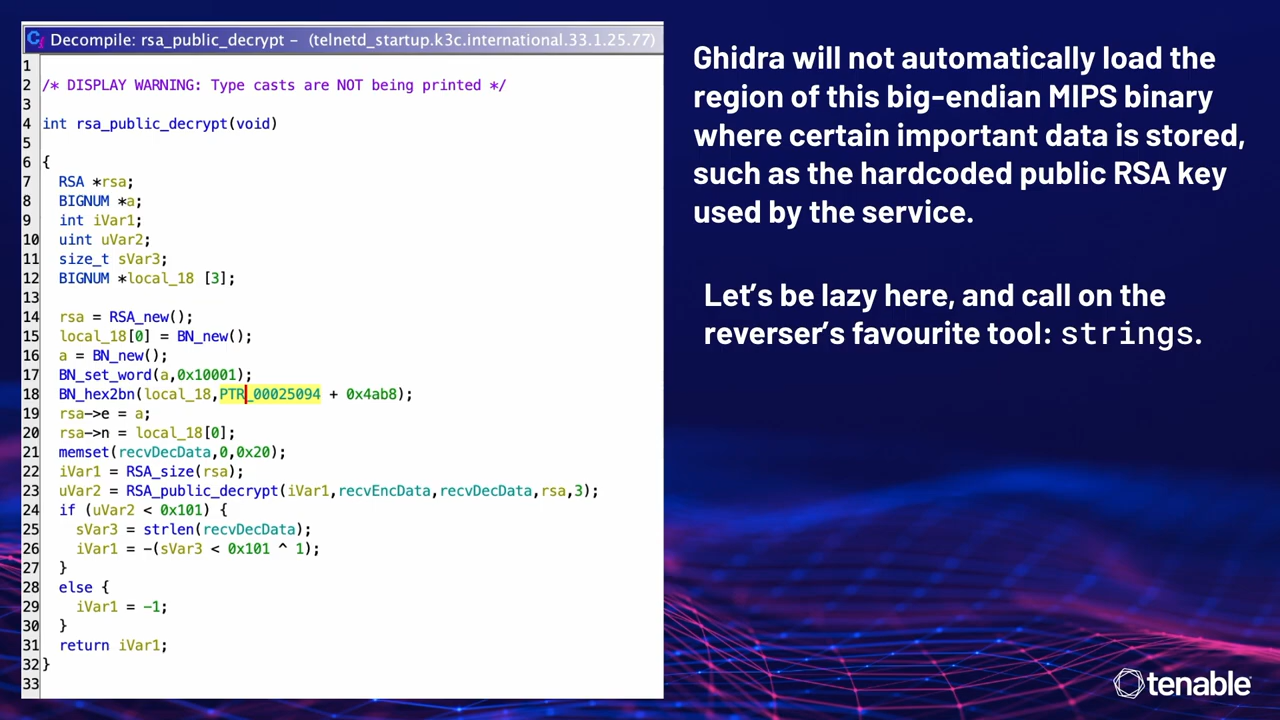 Decompile: rsa_public_decrypt – (telnetd_startup.k3c.international.33.1.25.77)
1
2 /* DISPLAY WARNING: Type casts are NOT being printed */
3
4 int rsa_public_decrypt(void)
5
6 {
7   RSA *rsa;
8   BIGNUM *a;
9   int iVar1;
10   uint uVar2;
11   size_t sVar3;
12   BIGNUM *local_18 [3];
13
14   rsa = RSA_new();
15   local_18[0] = BN_new();
16   a = BN_new();
17   BN_set_word(a,0x10001);
18   BN_hex2bn(local_18,PTR_00025094 + 0x4ab8);
19   rsa->e = a;
20   rsa->n = local_18[0];
21   memset(recvDecData,0,0x20);
22   iVar1 = RSA_size(rsa);
23   uVar2 = RSA_public_decrypt(iVar1,recvEncData,recvDecData,rsa,3);
24   if (uVar2 < 0x101) {
25     sVar3 = strlen(recvDecData);
26     iVar1 = -(sVar3 < 0x101 ^ 1);
27   }
28   else {
29     iVar1 = -1;
30   }
31   return iVar1;
32 }
33
Ghidra will not automatically load the
region of this big-endian MIPS binary
where certain important data is stored,
such as the hardcoded public RSA key
used by the service.
Let’s be lazy here, and call on the
reverser’s favourite tool: strings.
tenable